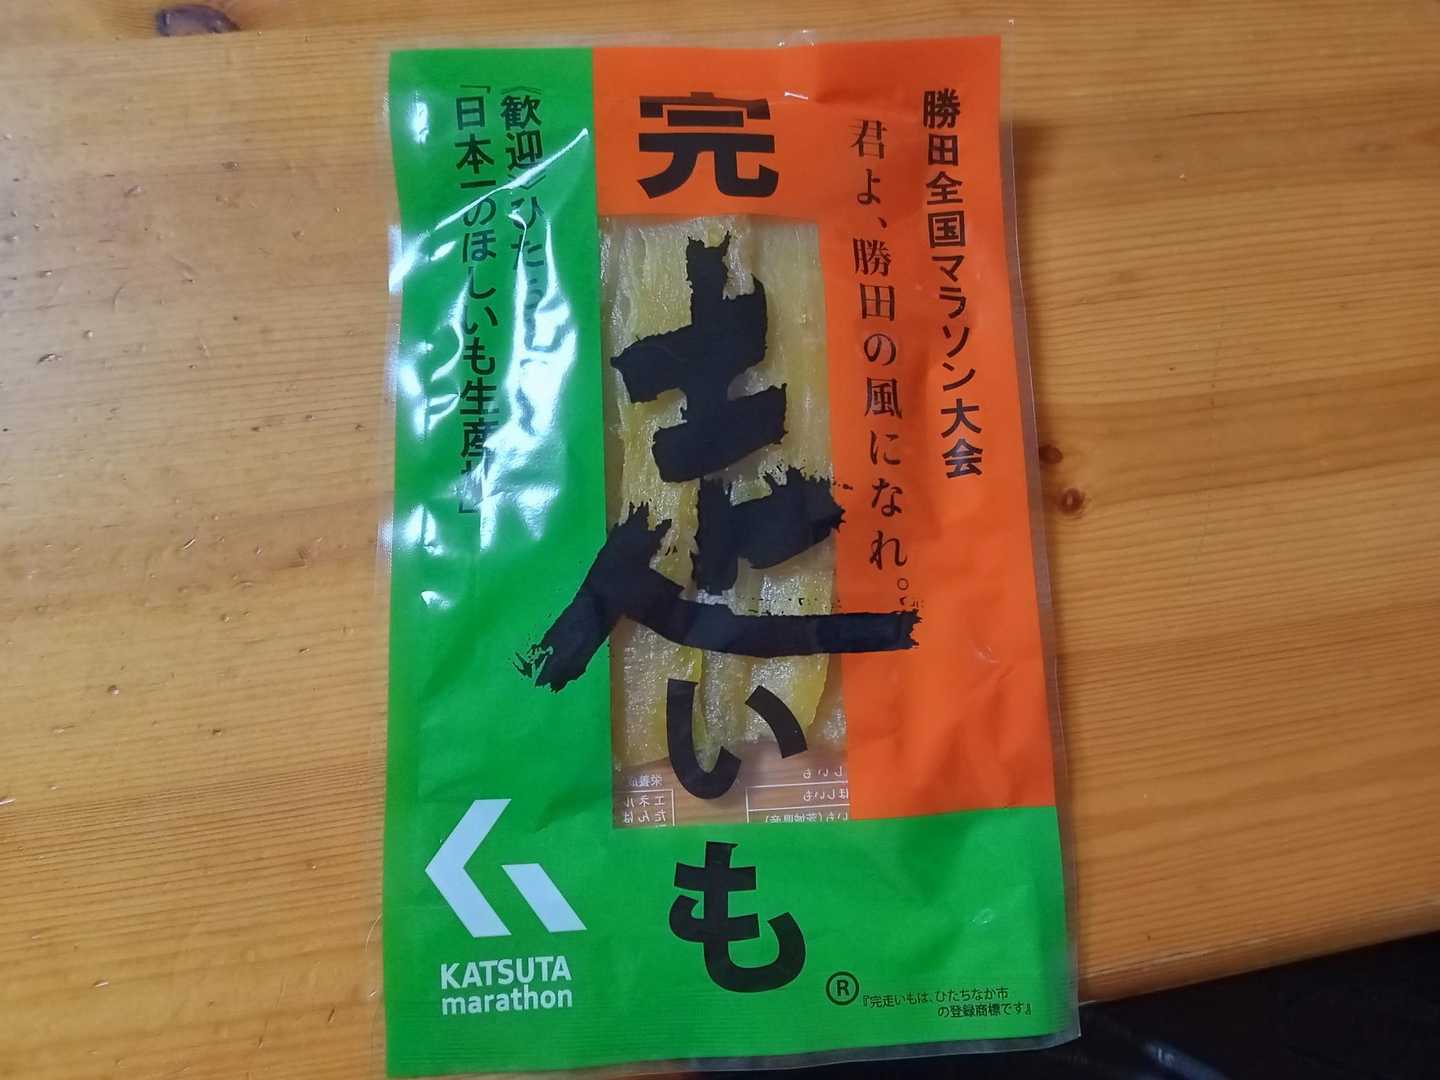 勝田全国マラソン大会
君よ、勝田の風になれ。
完走いも
《歓迎》ひたち
「日本一のほしいも生産
KATSUTA
marathon
®
『完走いもは、ひたちなか市
の登録商標です』